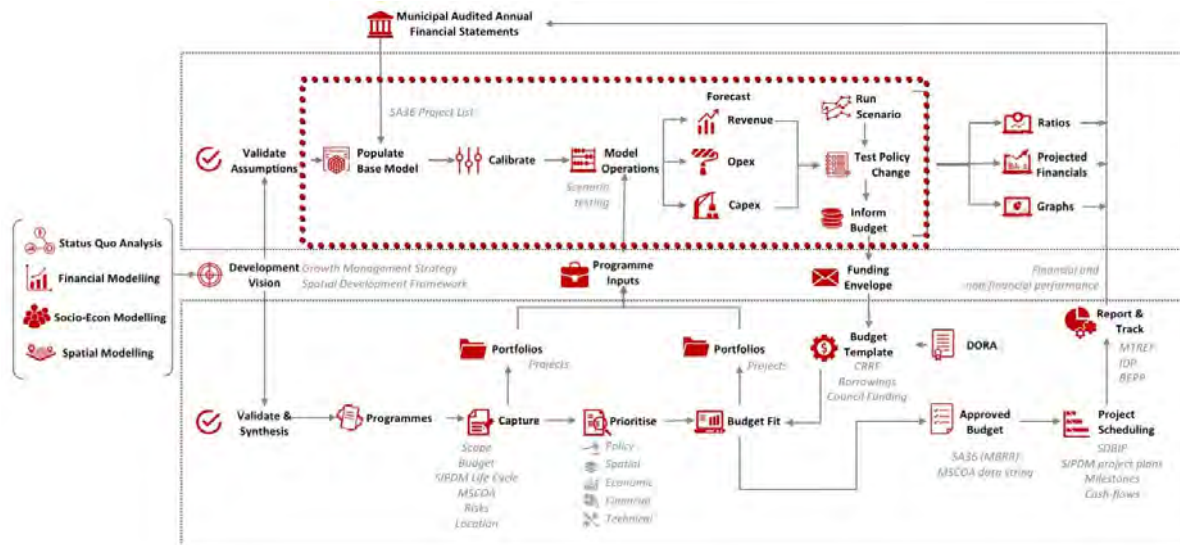 Municipal Audited Annual
Financial Statements
SA36 Project List
Forecast
Run
Scenario
Revenue
Ratios
Validate
Assumptions
Populate
Base Model
Calibrate
Model
Operations
Scenario
testing
Opex
Test Policy
Change
Projected
Financials
Capex
Inform
Budget
Graphs
Status Quo Analysis
Financial Modelling
Socio-Econ Modelling
Spatial Modelling
Development
Vision
Growth Management Strategy
Spatial Development Framework
Programme
Inputs
Funding
Envelope
Financial and
non financial performance
Portfolios
Projects
Portfolios
Projects
Budget
Template
CRRF
Borrowings
Council Funding
DORA
Report &
Track
MTREF
IDP
BEPP
Validate &
Synthesis
Programmes
Capture
Scope
Budget
SIPDM Life Cycle
MSCOA
Risks
Location
Prioritise
Policy
Spatial
Economic
Financial
Technical
Budget Fit
Approved
Budget
SA36 (MBRR)
MSCOA data string
Project
Scheduling
SDBIP
SIPDM project plans
Milestones
Cash-flows